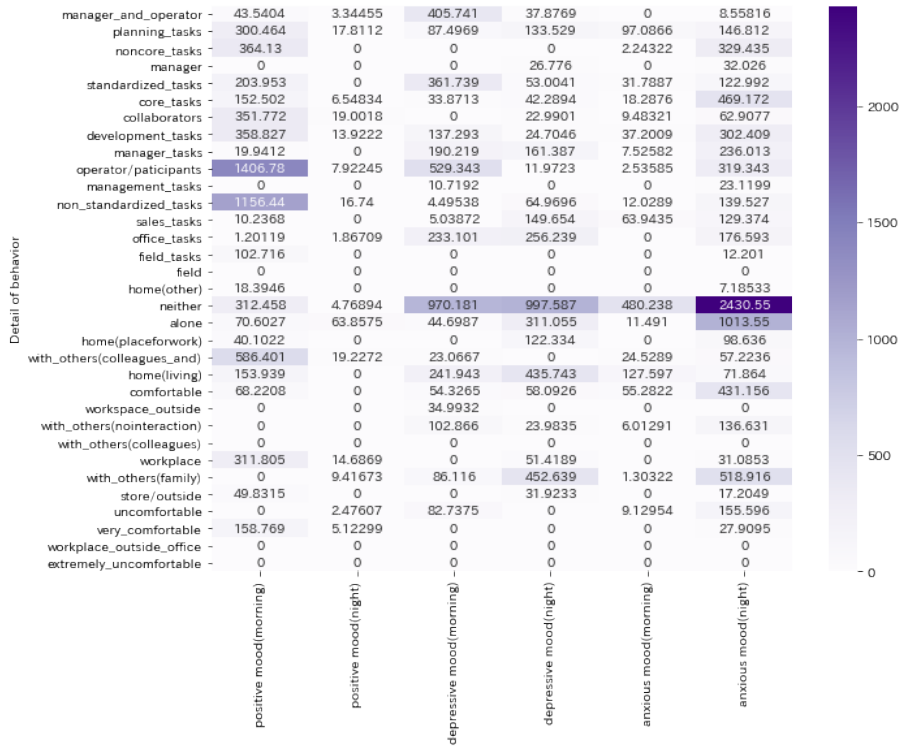 manager_and_operator 43.5404 3.34455 405.741 37.8769 0 8.55816
planning_tasks 300.464 17.8112 87.4969 133.529 97.0866 146.812
noncore_tasks 364.13 0 0 0 2.24322 329.435
manager 0 0 0 26.776 0 32.026
standardized_tasks 203.953 0 361.739 53.0041 31.7887 122.992
core_tasks 152.502 6.54834 33.8713 42.2894 18.2876 469.172
collaborators 351.772 19.0018 0 22.9901 9.48321 62.9077
development_tasks 358.827 13.9222 137.293 24.7046 37.2009 302.409
manager_tasks 19.9412 0 190.219 161.387 7.52582 236.013
operator/paticipants 1406.78 7.92245 529.343 11.9723 2.53585 319.343
management_tasks 0 0 10.7192 0 0 23.1199
non_standardized_tasks 1156.44 16.74 4.49538 64.9696 12.0289 139.527
sales_tasks 10.2368 0 5.03872 149.654 63.9435 129.374
office_tasks 1.20119 1.86709 233.101 256.239 0 176.593
field_tasks 102.716 0 0 0 0 12.201
field 0 0 0 0 0 0
home(other) 18.3946 0 0 0 0 7.18533
neither 312.458 4.76894 970.181 997.587 480.238 2430.55
alone 70.6027 63.8575 44.6987 311.055 11.491 1013.55
home(placeforwork) 40.1022 0 0 122.334 0 98.636
with_others(colleagues_and) 586.401 19.2272 23.0667 0 24.5289 57.2236
home(living) 153.939 0 241.943 435.743 127.597 71.864
comfortable 68.2208 0 54.3265 58.0926 55.2822 431.156
workspace_outside 0 0 34.9932 0 0 0
with_others(nointeraction) 0 0 102.866 23.9835 6.01291 136.631
with_others(colleagues) 0 0 0 0 0 0
workplace 311.805 14.6869 0 51.4189 0 31.0853
with_others(family) 0 9.41673 86.116 452.639 1.30322 518.916
store/outside 49.8315 0 0 31.9233 0 17.2049
uncomfortable 0 2.47607 82.7375 0 9.12954 155.596
very_comfortable 158.769 5.12299 0 0 0 27.9095
workplace_outside_office 0 0 0 0 0 0
extremely_uncomfortable 0 0 0 0 0 0
Detail of behavior
positive mood(morning)
positive mood(night)
depressive mood(morning)
depressive mood(night)
anxious mood(morning)
anxious mood(night)
2000
1500
1000
500
0